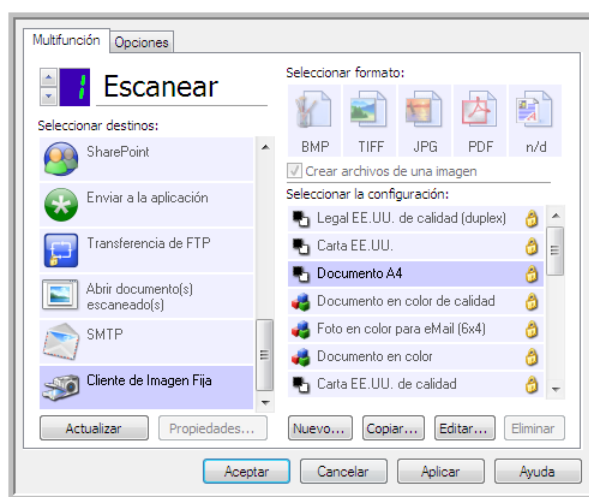 Multifunción Opciones
1 Escanear
Seleccionar destinos:
SharePoint
Enviar a la aplicación
Transferencia de FTP
Abrir documento(s)
escaneado(s)
SMTP
Cliente de Imagen Fija
Actualizar Propiedades...
Seleccionar formato:
BMP TIFF JPG PDF n/d
Crear archivos de una imagen
Seleccionar la configuración:
Legal EE.UU. de calidad (duplex)
Carta EE.UU.
Documento A4
Documento en color de calidad
Foto en color para eMail (6x4)
Documento en color
Carta EE.UU. de calidad
Nuevo... Copiar... Editar... Eliminar
Aceptar Cancelar Aplicar Ayuda